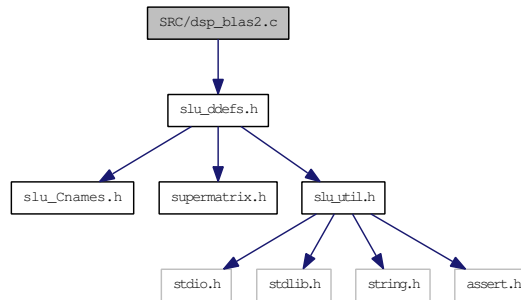 SRC/dsp_blas2.c
slu_ddefs.h
slu_Cnames.h
supermatrix.h
slu_util.h
stdio.h
stdlib.h
string.h
assert.h